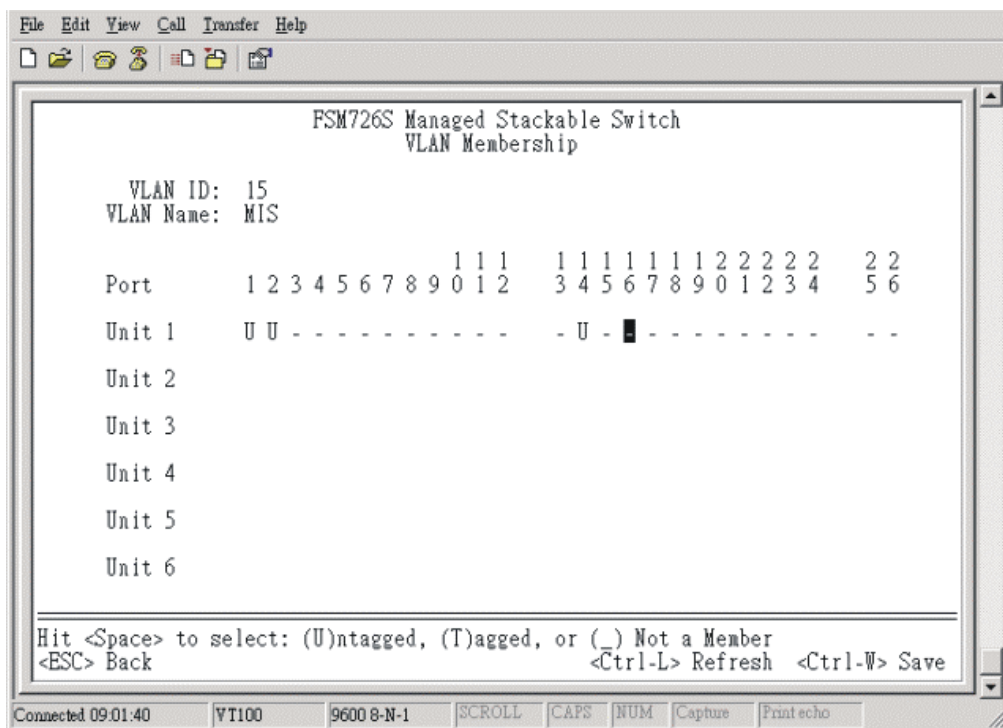 File Edit View Call Transfer Help
FSM726S Managed Stackable Switch
VLAN Membership
VLAN ID: 15
VLAN Name: MIS
1 1 1 1 1 1 1 1 1 1 2 2 2 2 2 2 2
Port 1 2 3 4 5 6 7 8 9 0 1 2 3 4 5 6 7 8 9 0 1 2 3 4 5 6
Unit 1 U U - - - - - - - - - - - U - - - - - - - - - - - -
Unit 2
Unit 3
Unit 4
Unit 5
Unit 6
Hit <Space> to select: (U)ntagged, (T)agged, or (_) Not a Member
<ESC> Back <Ctrl-L> Refresh <Ctrl-W> Save
Connected 09:01:40 VT100 9600 8-N-1 SCROLL CAPS NUM Capture Print echo